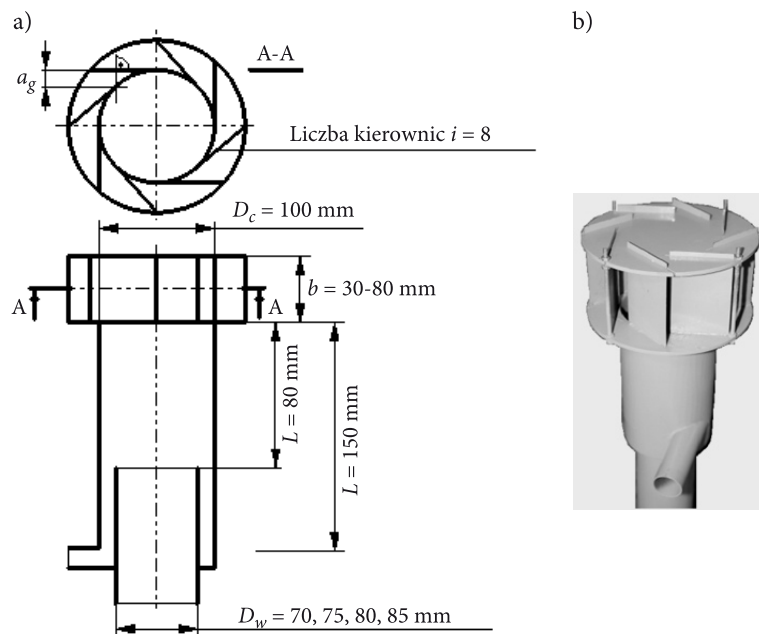 a)
b)
A-A
a_g
Liczba kierownic i = 8
D_c = 100 mm
b = 30-80 mm
A
A
L = 80 mm
L = 150 mm
D_w = 70, 75, 80, 85 mm